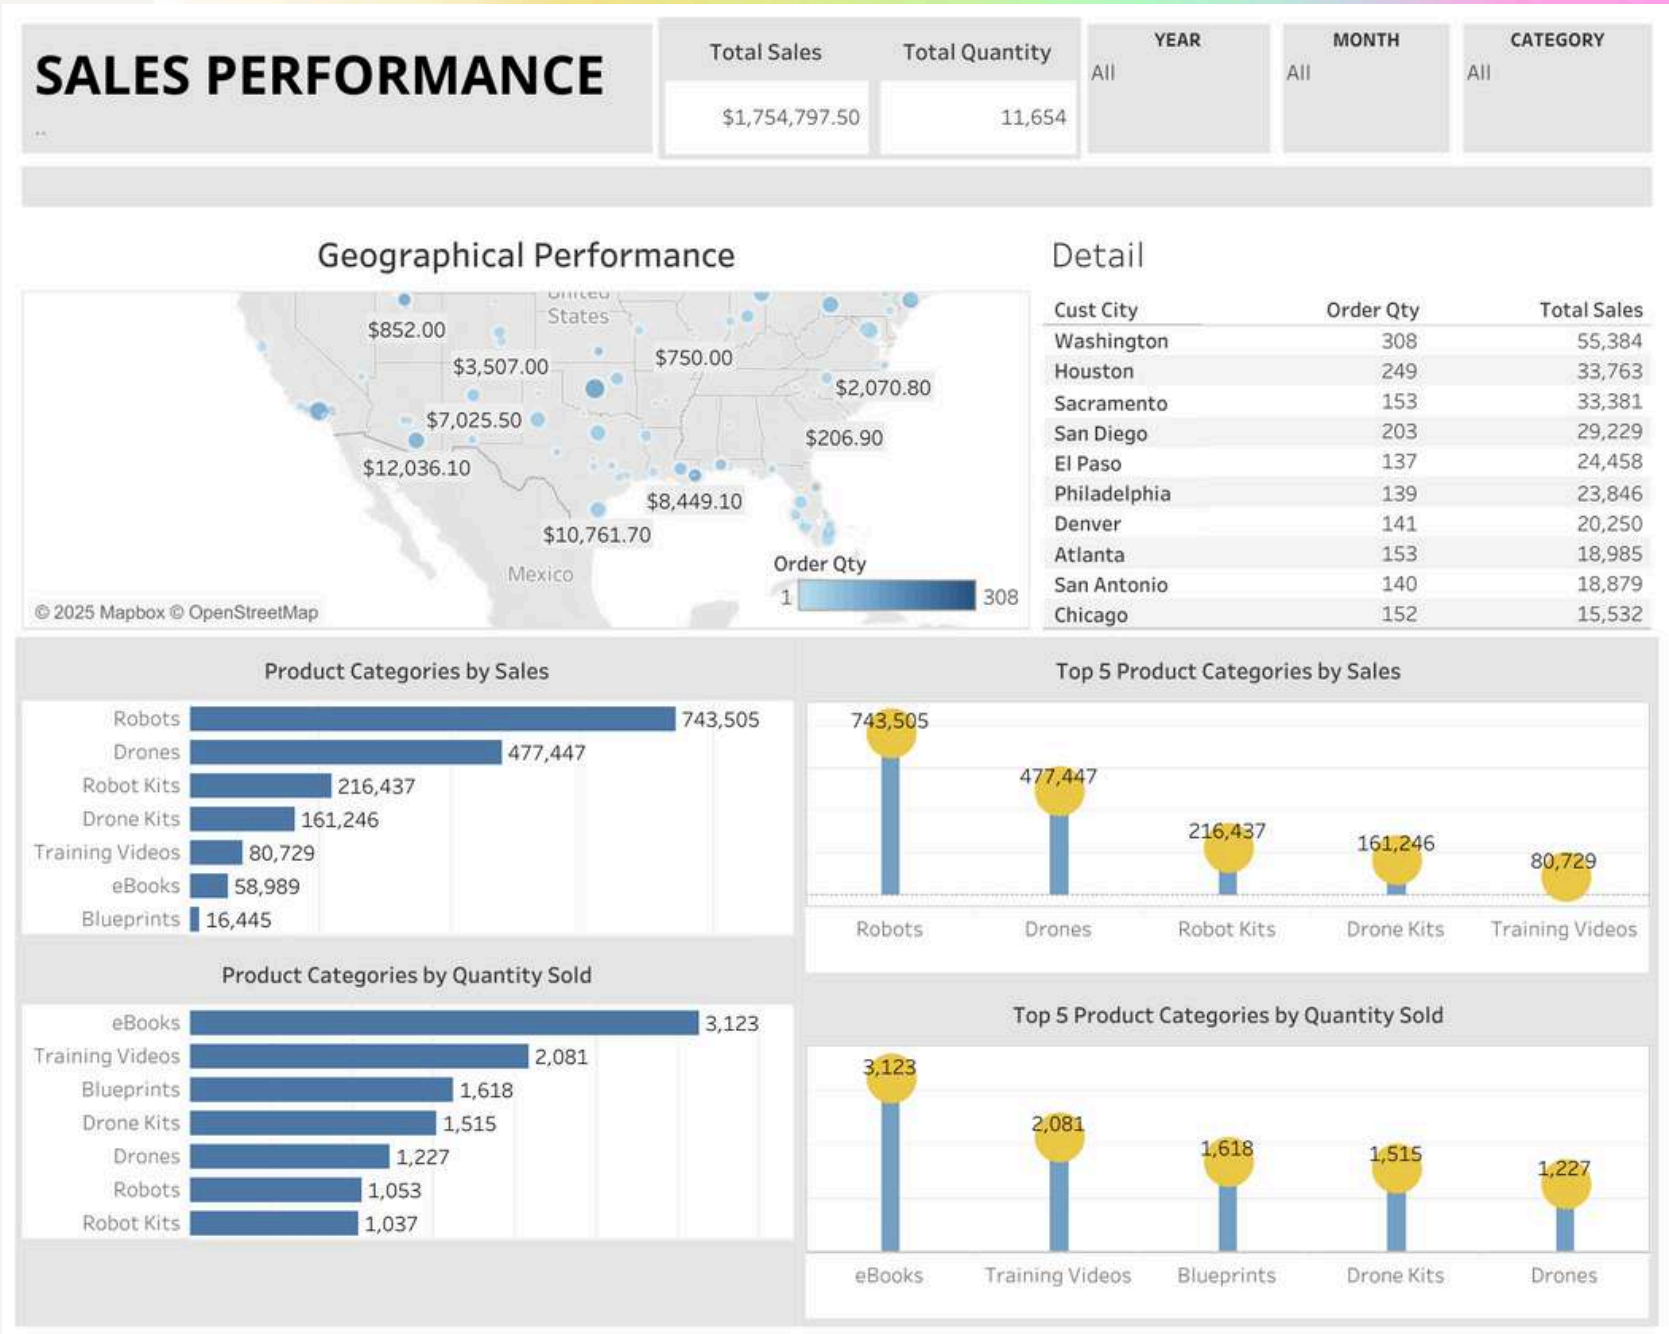 SALES PERFORMANCE
..
Total Sales
$1,754,797.50
Total Quantity
11,654
YEAR
All
MONTH
All
CATEGORY
All
Geographical Performance
United
States
$852.00
$3,507.00
$750.00
$2,070.80
$7,025.50
$206.90
$12,036.10
$8,449.10
$10,761.70
Mexico
Order Qty
1 308
© 2025 Mapbox © OpenStreetMap
Detail
Cust City Order Qty Total Sales
Washington 308 55,384
Houston 249 33,763
Sacramento 153 33,381
San Diego 203 29,229
El Paso 137 24,458
Philadelphia 139 23,846
Denver 141 20,250
Atlanta 153 18,985
San Antonio 140 18,879
Chicago 152 15,532
Product Categories by Sales
Robots 743,505
Drones 477,447
Robot Kits 216,437
Drone Kits 161,246
Training Videos 80,729
eBooks 58,989
Blueprints 16,445
Top 5 Product Categories by Sales
743,505
477,447
216,437
161,246
80,729
Robots Drones Robot Kits Drone Kits Training Videos
Product Categories by Quantity Sold
eBooks 3,123
Training Videos 2,081
Blueprints 1,618
Drone Kits 1,515
Drones 1,227
Robots 1,053
Robot Kits 1,037
Top 5 Product Categories by Quantity Sold
3,123
2,081
1,618
1,515
1,227
eBooks Training Videos Blueprints Drone Kits Drones